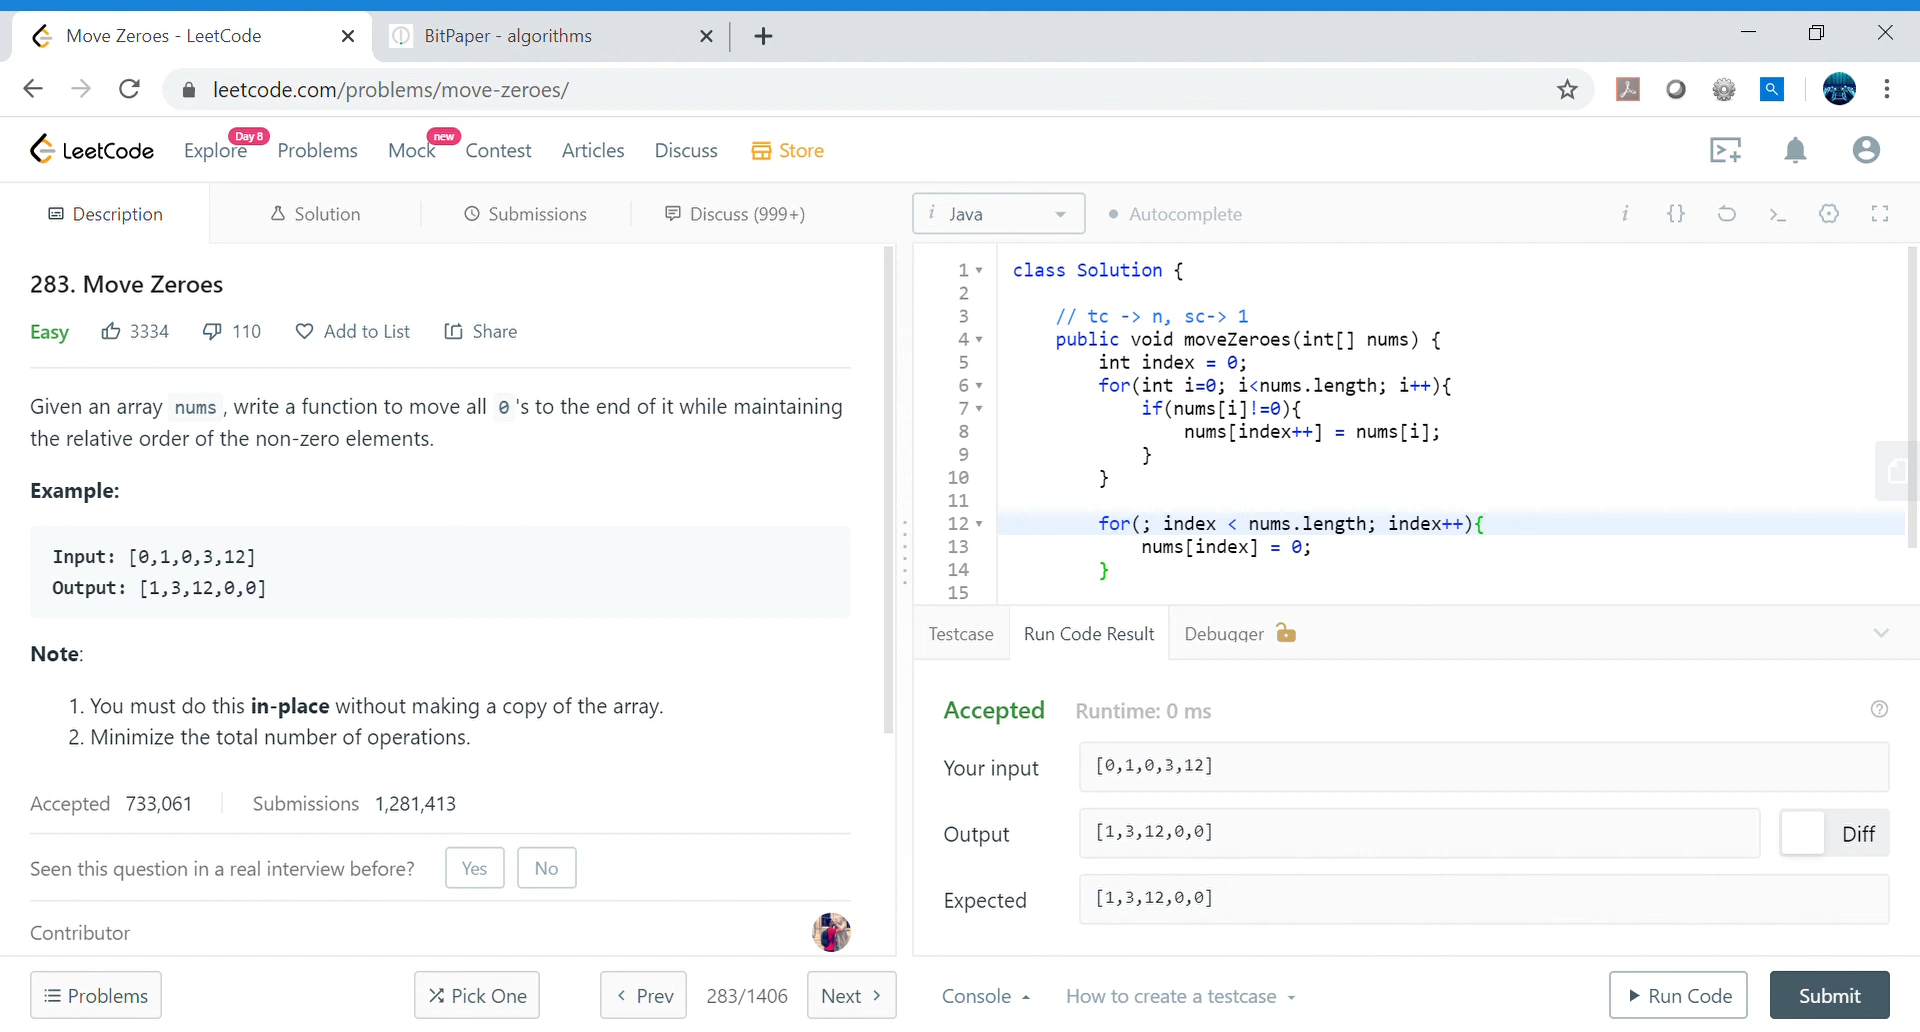 Move Zeroes - LeetCode
BitPaper - algorithms
leetcode.com/problems/move-zeroes/
LeetCode
Explore
Day 8
Problems
Mock
new
Contest
Articles
Discuss
Store
Description
Solution
Submissions
Discuss (999+)
i Java
Autocomplete
283. Move Zeroes
Easy 3334 110 Add to List Share
Given an array nums, write a function to move all 0's to the end of it while maintaining
the relative order of the non-zero elements.
Example:
Input: [0,1,0,3,12]
Output: [1,3,12,0,0]
Note:
1. You must do this in-place without making a copy of the array.
2. Minimize the total number of operations.
Accepted 733,061 Submissions 1,281,413
Seen this question in a real interview before? Yes No
Contributor
Problems
Pick One
Prev
283/1406
Next
1 class Solution {
2
3 // tc -> n, sc-> 1
4 public void moveZeroes(int[] nums) {
5 int index = 0;
6 for(int i=0; i<nums.length; i++){
7 if(nums[i]!=0){
8 nums[index++] = nums[i];
9 }
10 }
11
12 for(; index < nums.length; index++){
13 nums[index] = 0;
14 }
15
Testcase
Run Code Result
Debugger
Accepted Runtime: 0 ms
Your input [0,1,0,3,12]
Output [1,3,12,0,0] Diff
Expected [1,3,12,0,0]
Console
How to create a testcase
Run Code
Submit